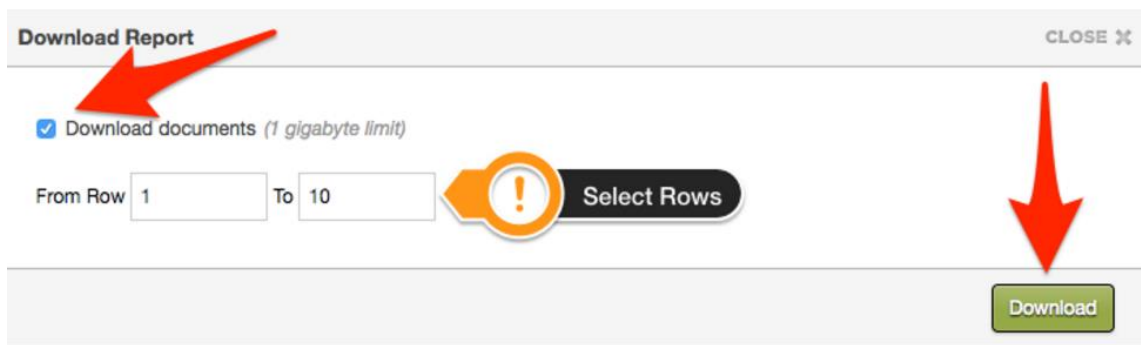 Download Report CLOSE ✖
Download documents (1 gigabyte limit)
From Row 1 To 10 ! Select Rows
Download